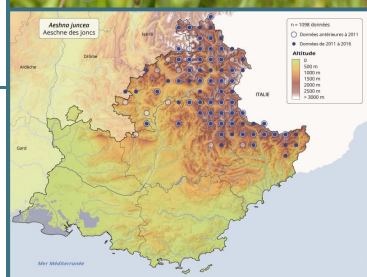 Aeshna juncea
Aeschne des joncs
Isère
Drôme
Ardèche
Gard
ITALIE
Mer Méditerranée
n = 1098 données
Données antérieures à 2011
Données de 2011 à 2016
Altitude
0
500 m
1000 m
1500 m
2000 m
2500 m
> 3000 m